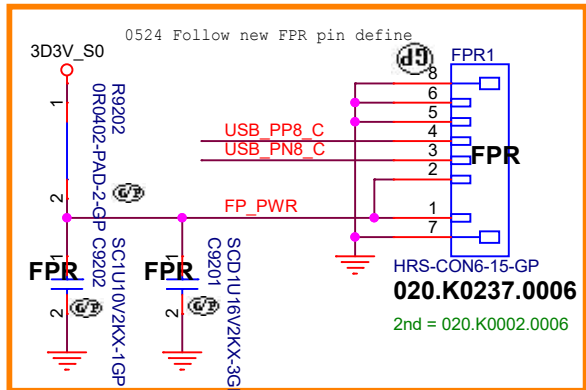 0524 Follow new FPR pin define
3D3V_S0
FPR1
GP
8
6
5
4
3
2
1
7
USB_PP8_C
USB_PN8_C
FP_PWR
FPR
1
R9202
0R0402-PAD-2-GP
2
G/P
FPR
1
C9202
SC1U10V2KX-1GP
2
G/P
FPR
1
C9201
SCD1U16V2KX-3G
2
G/P
HRS-CON6-15-GP
020.K0237.0006
2nd = 020.K0002.0006